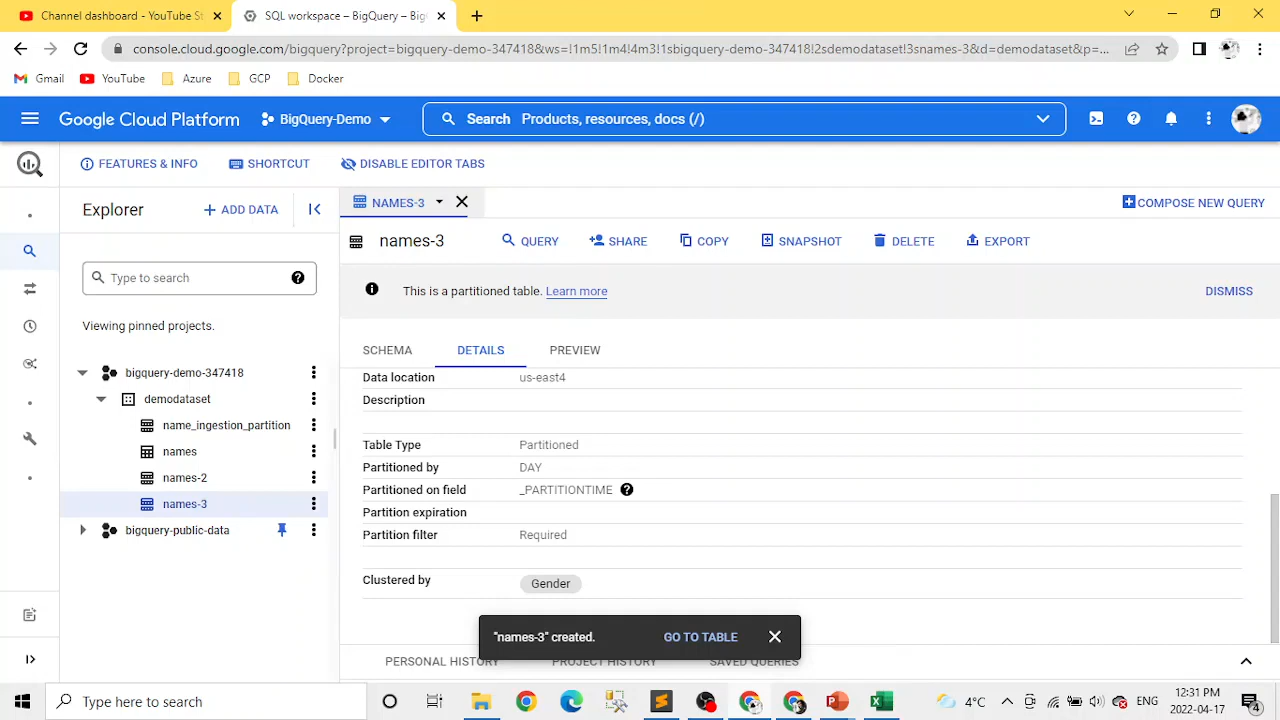 Channel dashboard - YouTube St
SQL workspace – BigQuery – Big
console.cloud.google.com/bigquery?project=bigquery-demo-347418&ws=!1m5!1m4!4m3!1sbigquery-demo-347418!2sdemodataset!3snames-3&d=demodataset&p=...
Gmail YouTube Azure GCP Docker
Google Cloud Platform BigQuery-Demo Search Products, resources, docs (/)
FEATURES & INFO SHORTCUT DISABLE EDITOR TABS
Explorer + ADD DATA NAMES-3 COMPOSE NEW QUERY
names-3 QUERY SHARE COPY SNAPSHOT DELETE EXPORT
Type to search
This is a partitioned table. Learn more DISMISS
Viewing pinned projects.
SCHEMA DETAILS PREVIEW
bigquery-demo-347418
demodataset
name_ingestion_partition
names
names-2
names-3
bigquery-public-data
Data location us-east4
Description
Table Type Partitioned
Partitioned by DAY
Partitioned on field _PARTITIONTIME
Partition expiration
Partition filter Required
Clustered by Gender
"names-3" created. GO TO TABLE
PERSONAL HISTORY PROJECT HISTORY SAVED QUERIES
Type here to search
4°C
ENG
12:31 PM
2022-04-17
4